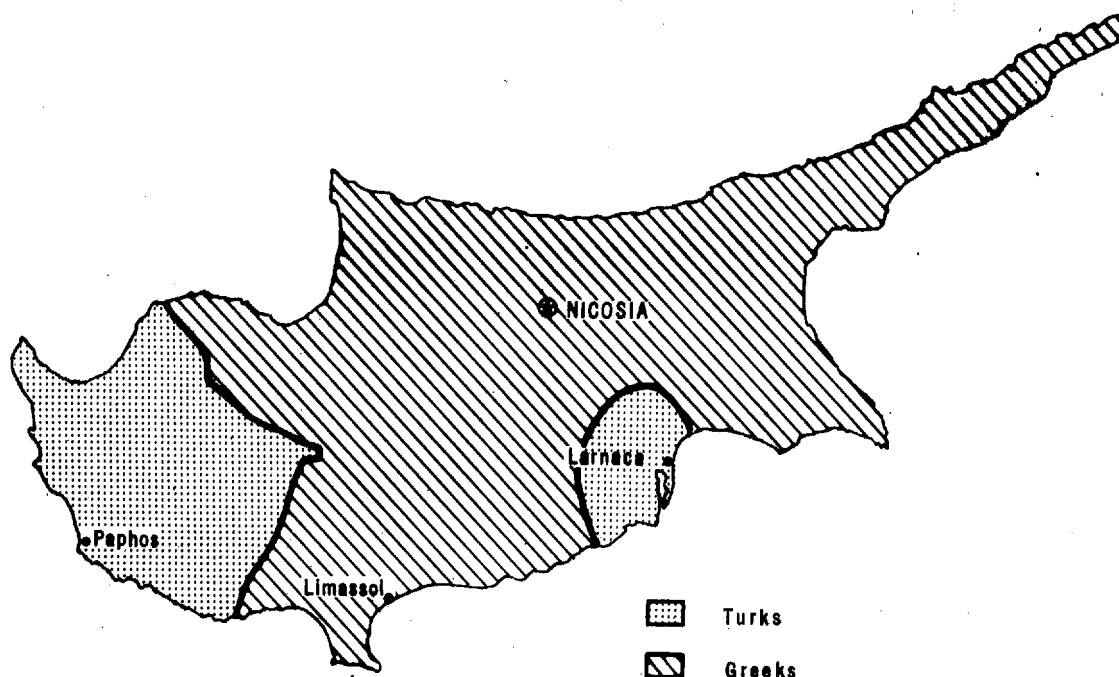 NICOSIA
Larnaca
Paphos
Limassol
Turks
Greeks